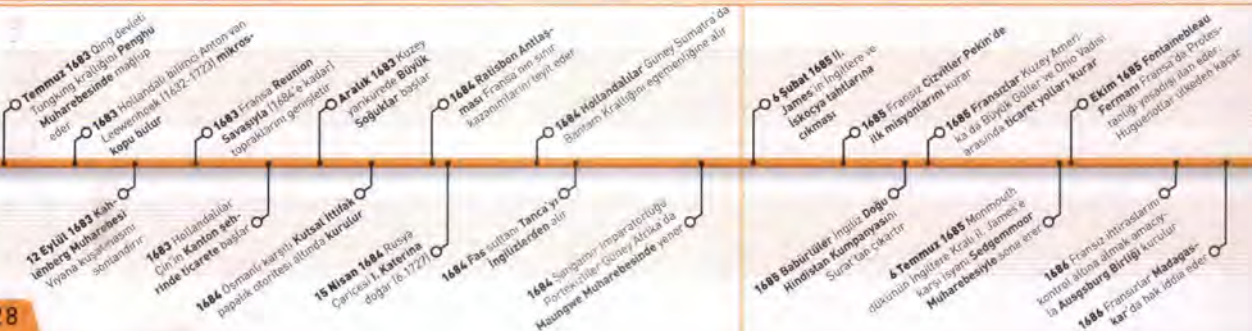 Temmuz 1683 Qing devleti
Tungking krallığını Penghu
Muharebesinde mağlup
eder
1683 Hollandalı bilimci Anton van
Leewenhoek (1632-1723) mikros-
kopu bulur
1683 Fransa Reunion
Savaşıyla (1684'e kadar)
topraklarını genişletir
Aralık 1683 Kuzey
yarıkürede Büyük
Soğuklar başlar
1684 Ratisbon Antlaş-
ması Fransa'nın sınır
kazanımlarını teyit eder
1684 Hollandalılar Güney Sumatra'da
Bantam Krallığını egemenliğine alır
6 Şubat 1685 II.
James'in İngiltere ve
İskoçya tahtlarına
çıkması
1685 Fransız Cizvitler Pekin'de
ilk misyonlarını kurar
1685 Fransızlar Kuzey Ameri-
ka'da Büyük Göller ve Ohio Vadisi
arasında ticaret yolları kurar
Ekim 1685 Fontainebleau
Fermanı Fransa'da Protes-
tanlığı yasadışı ilan eder;
Huguenotlar ülkeden kaçar
12 Eylül 1683 Kah-
lenberg Muharebesi
Viyana kuşatmasını
sonlandırır
1683 Hollandalılar
Çin'in Kanton şeh-
rinde ticarete başlar
1684 Osmanlı karşıtı Kutsal İttifak
papalık otoritesi altında kurulur
15 Nisan 1684 Rusya
Çariçesi I. Katerina
doğar (ö.1727)
1684 Fas sultanı Tanca'yı
İngilizlerden alır
1684 Şangamir İmparatorluğu
Portekizliler Güney Afrika'da
Maungwe Muharebesinde yener
1685 Babürlüler İngiliz Doğu
Hindistan Kumpanyasını
Surat'tan çıkartır
6 Temmuz 1685 Monmouth
dükünün İngiltere Kralı II. James'e
karşı isyanı Sedgemmoor
Muharebesiyle sona erer
1686 Fransız ihtiraslarını
kontrol altına almak amacıy-
la Ausgsburg Birliği kurulur
1686 Fransızlar Madagas-
kar'da hak iddia eder
28